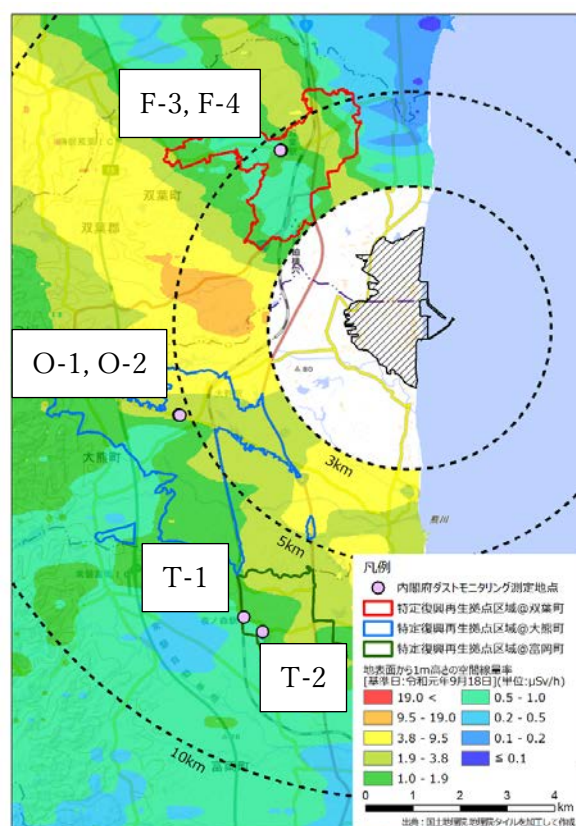 F-3, F-4
双葉町
双葉郡
O-1, O-2
大熊町
3km
5km
熊川
T-1
T-2
10km
富岡町
凡例
内閣府ダストモニタリング測定地点
特定復興再生拠点区域@双葉町
特定復興再生拠点区域@大熊町
特定復興再生拠点区域@富岡町
地表面から1m高さの空間線量率
[基準日:令和元年9月18日](単位:μSv/h)
19.0 <
9.5 - 19.0
3.8 - 9.5
1.9 - 3.8
1.0 - 1.9
0.5 - 1.0
0.2 - 0.5
0.1 - 0.2
≦ 0.1
0 1 2 3 4
km
出典:国土地理院 地理院タイルを加工して作成